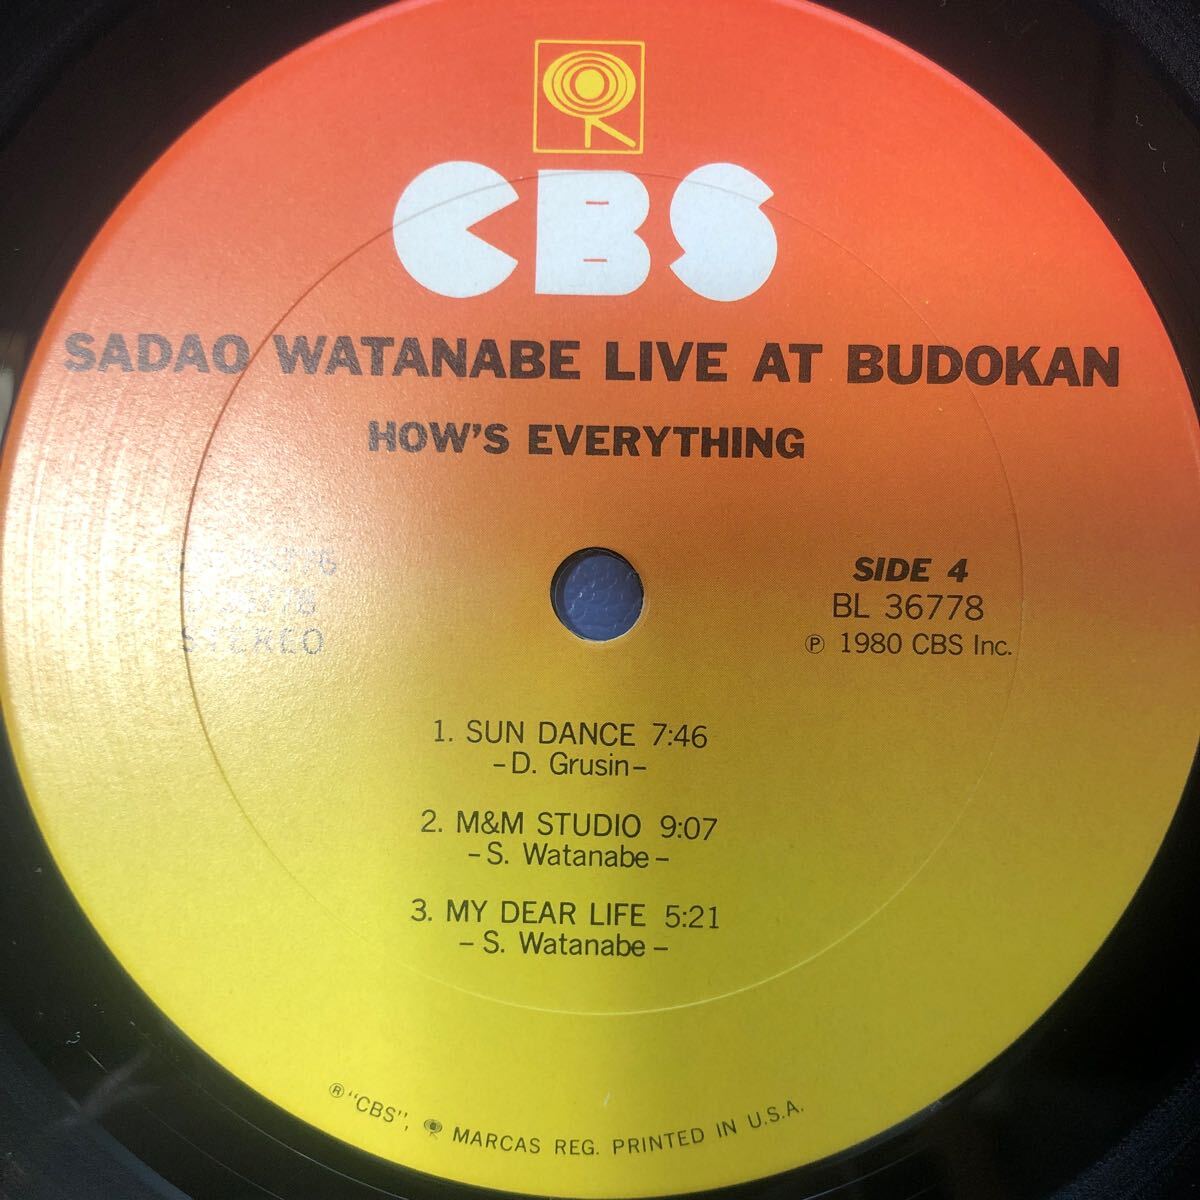 CBS
SADAO WATANABE LIVE AT BUDOKAN
HOW'S EVERYTHING
STEREO
SIDE 4
BL 36778
Ⓟ 1980 CBS Inc.
1. SUN DANCE 7:46
-D. Grusin-
2. M&M STUDIO 9:07
-S. Watanabe-
3. MY DEAR LIFE 5:21
- S. Watanabe -
® "CBS", MARCAS REG. PRINTED IN U.S.A.